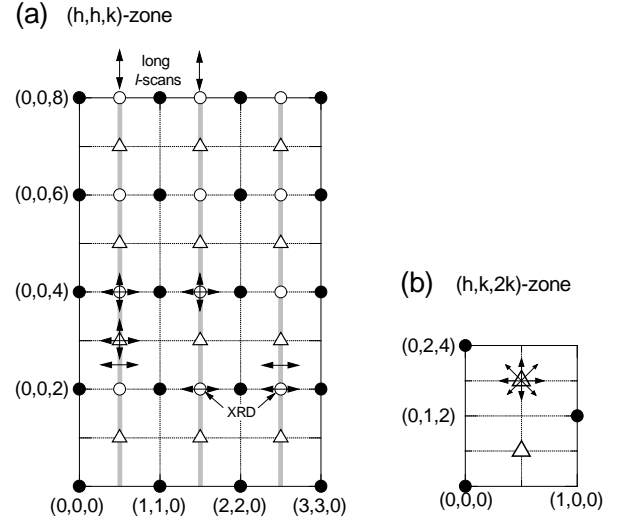 (a) (h,h,k)-zone
long
l-scans
(0,0,8)
(0,0,6)
(0,0,4)
(0,0,2)
XRD
(0,0,0) (1,1,0) (2,2,0) (3,3,0)
(b) (h,k,2k)-zone
(0,2,4)
(0,1,2)
(0,0,0) (1,0,0)